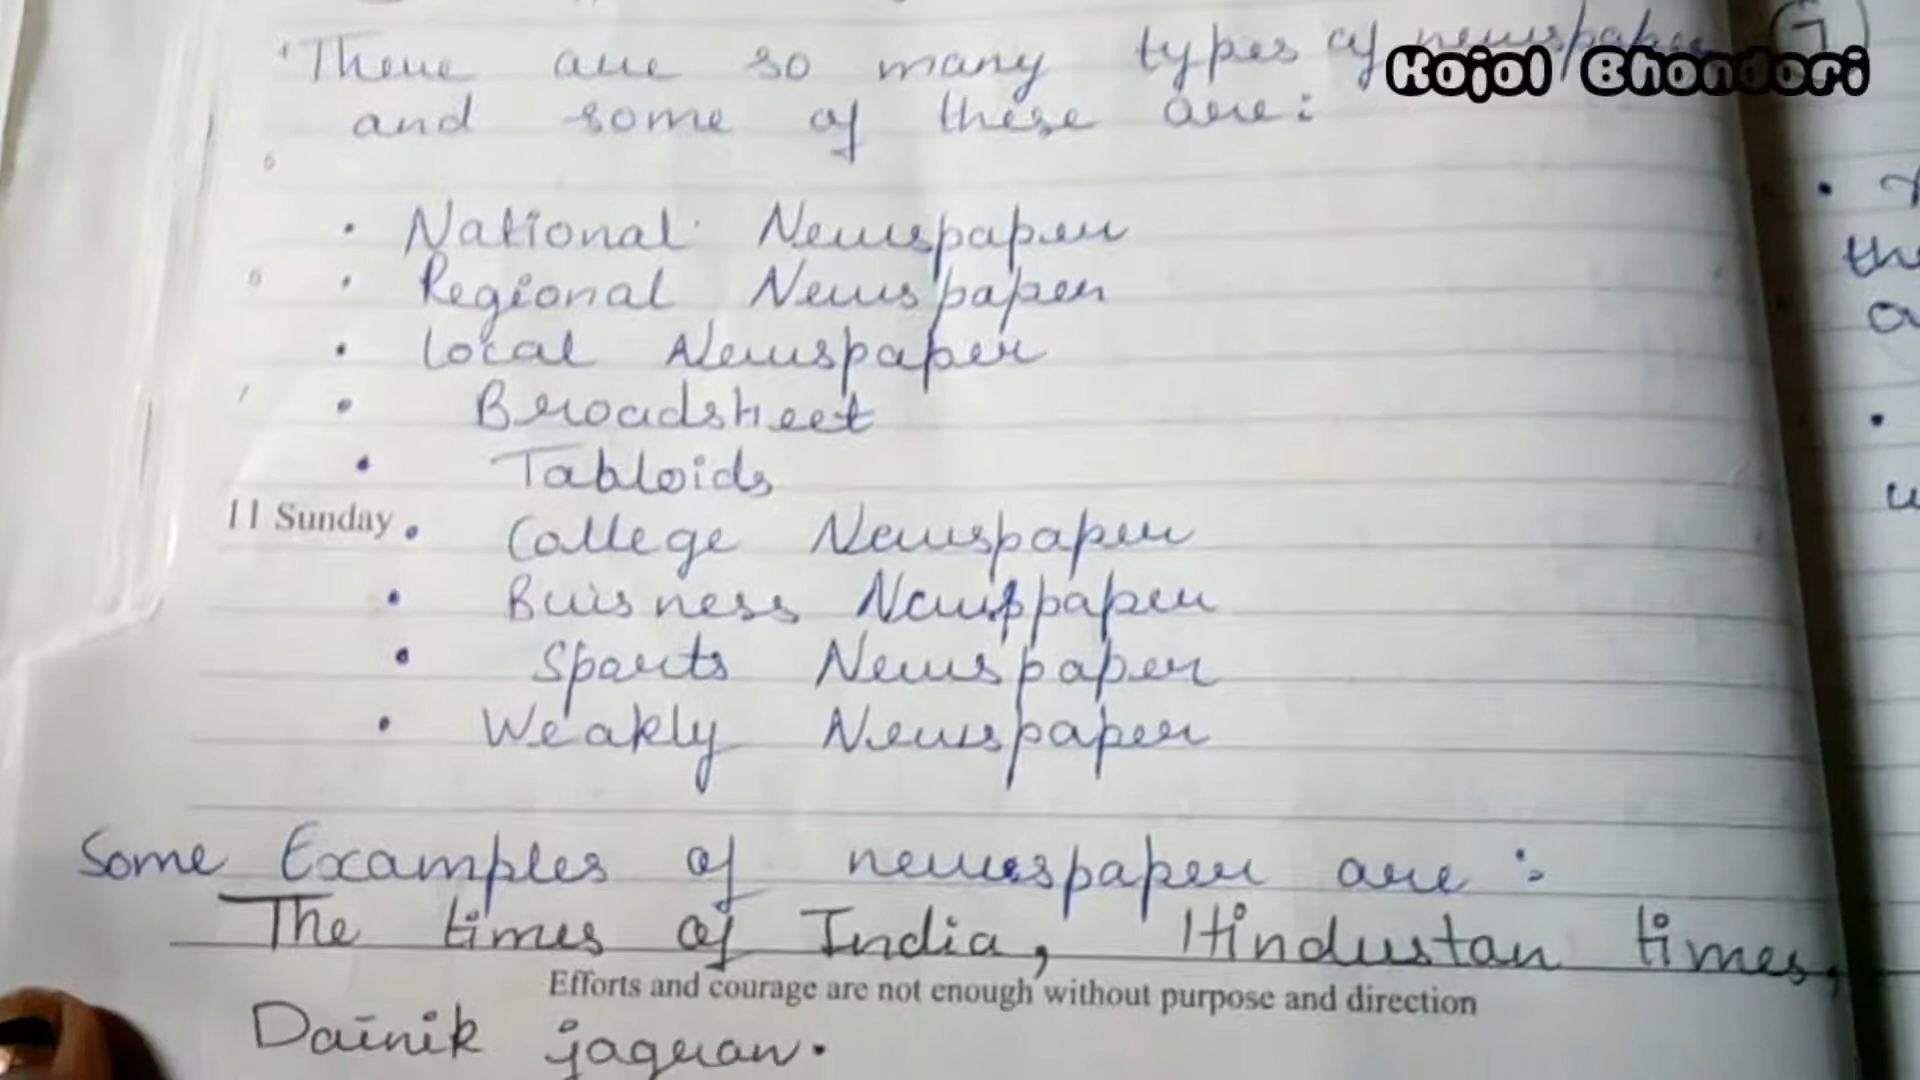 There are so many types of newspaper
Kajal Bhandari
and some of these are:
• National Newspaper
• Regional Newspaper
• Local Newspaper
• Broadsheet
• Tabloids
11 Sunday
• College Newspaper
• Buisness Newspaper
• Sports Newspaper
• Weakly Newspaper
Some Examples of newspaper are :
The times of India, Hindustan times,
Efforts and courage are not enough without purpose and direction
Dainik jagran.